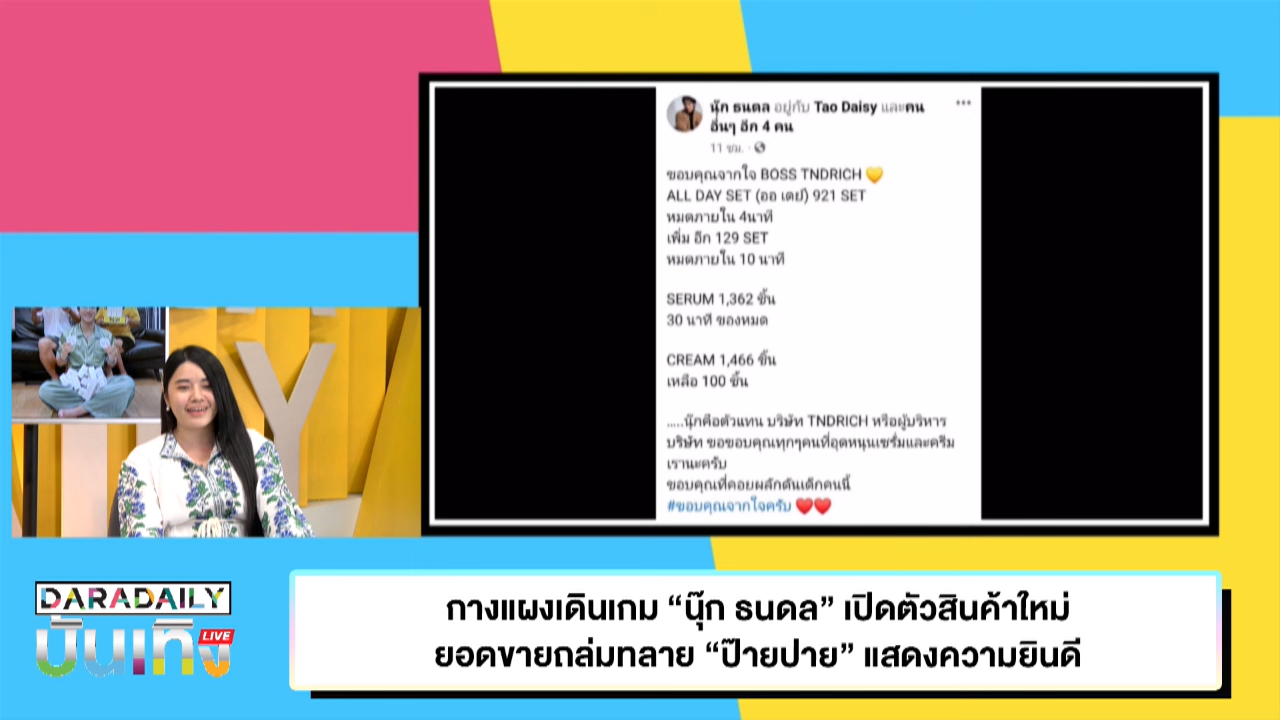 นุ๊ก ธนดล อยู่กับ Tao Daisy และคน
อื่นๆ อีก 4 คน
11 ชม.
ขอบคุณจากใจ BOSS TNDRICH 💛
ALL DAY SET (ออ เดย์) 921 SET
หมดภายใน 4นาที
เพิ่ม อีก 129 SET
หมดภายใน 10 นาที
SERUM 1,362 ชิ้น
30 นาที ของหมด
CREAM 1,466 ชิ้น
เหลือ 100 ชิ้น
.....นุ๊กคือตัวแทน บริษัท TNDRICH หรือผู้บริหาร
บริษัท ขอขอบคุณทุกๆคนที่อุดหนุนเซรั่มและครีม
เรานะครับ
ขอบคุณที่คอยผลักดันเด็กคนนี้
#ขอบคุณจากใจครับ ❤️❤️
DARADAILY
บันเทิง LIVE
กางแผงเดินเกม “นุ๊ก ธนดล” เปิดตัวสินค้าใหม่
ยอดขายถล่มทลาย “ป๊ายปาย” แสดงความยินดี